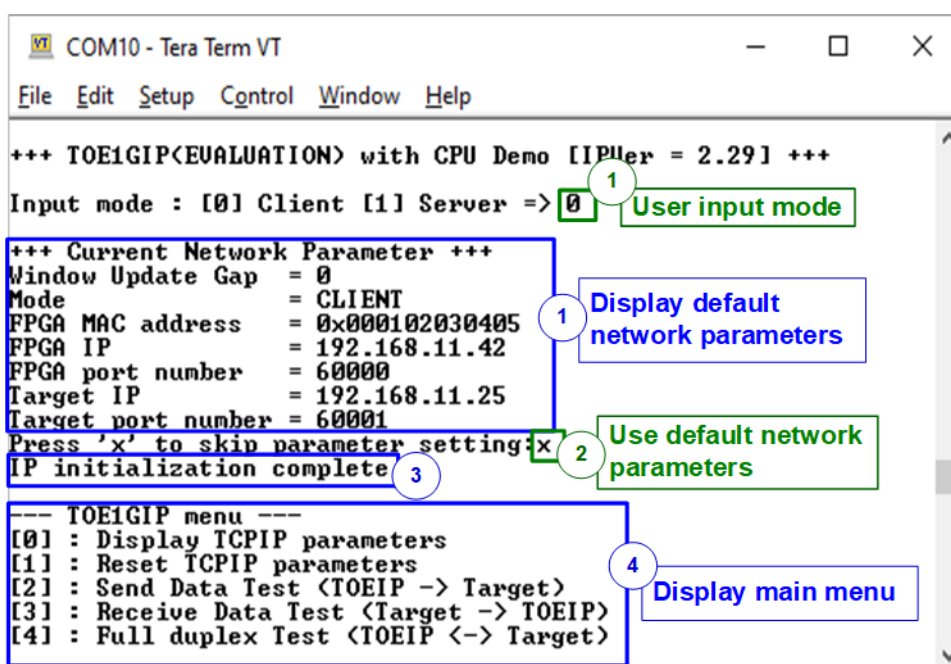 COM10 - Tera Term VT
File Edit Setup Control Window Help
+++ TOE1GIP(EVALUATION) with CPU Demo [IPVer = 2.29] +++
1
Input mode : [0] Client [1] Server => 0
User input mode
+++ Current Network Parameter +++
Window Update Gap = 0
Mode = CLIENT
FPGA MAC address = 0x000102030405
FPGA IP = 192.168.11.42
FPGA port number = 60000
Target IP = 192.168.11.25
Target port number = 60001
1
Display default
network parameters
Press 'x' to skip parameter setting:x
2
Use default network
parameters
IP initialization complete
3
--- TOE1GIP menu ---
[0] : Display TCPIP parameters
[1] : Reset TCPIP parameters
[2] : Send Data Test (TOEIP -> Target)
[3] : Receive Data Test (Target -> TOEIP)
[4] : Full duplex Test (TOEIP <-> Target)
4
Display main menu